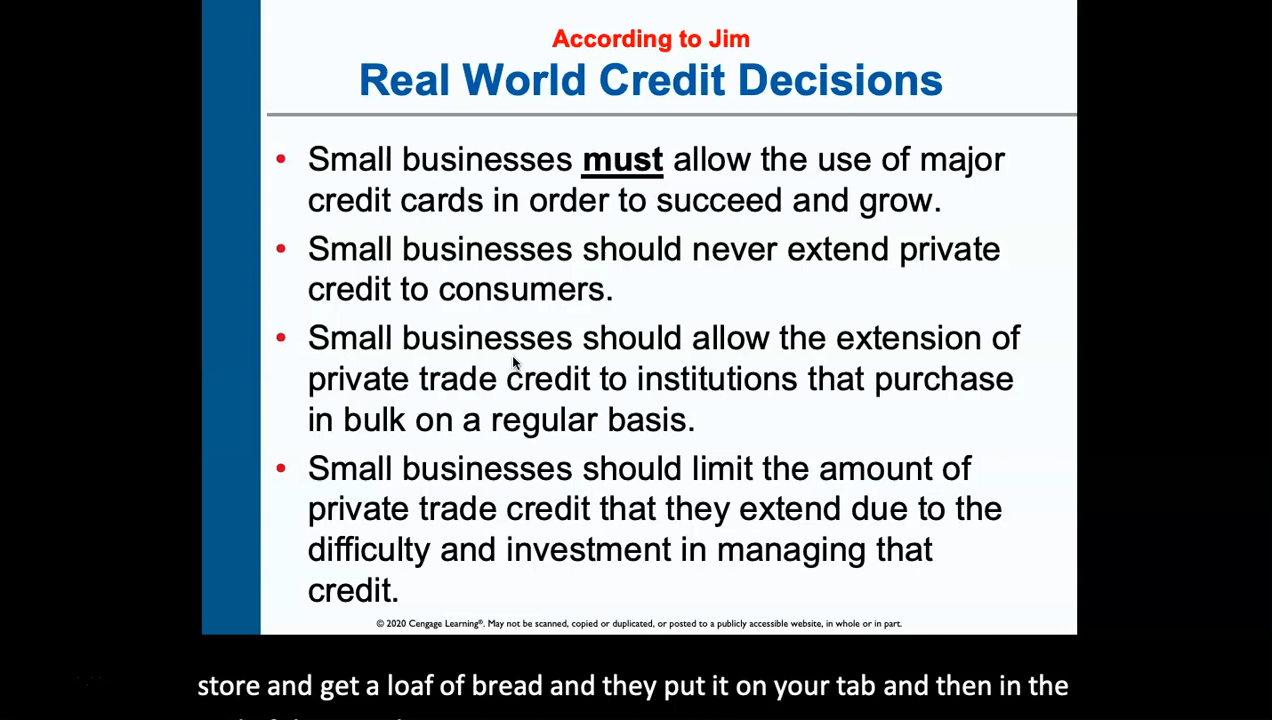 According to Jim
Real World Credit Decisions
• Small businesses must allow the use of major
credit cards in order to succeed and grow.
• Small businesses should never extend private
credit to consumers.
• Small businesses should allow the extension of
private trade credit to institutions that purchase
in bulk on a regular basis.
• Small businesses should limit the amount of
private trade credit that they extend due to the
difficulty and investment in managing that
credit.
© 2020 Cengage Learning®. May not be scanned, copied or duplicated, or posted to a publicly accessible website, in whole or in part.
store and get a loaf of bread and they put it on your tab and then in the